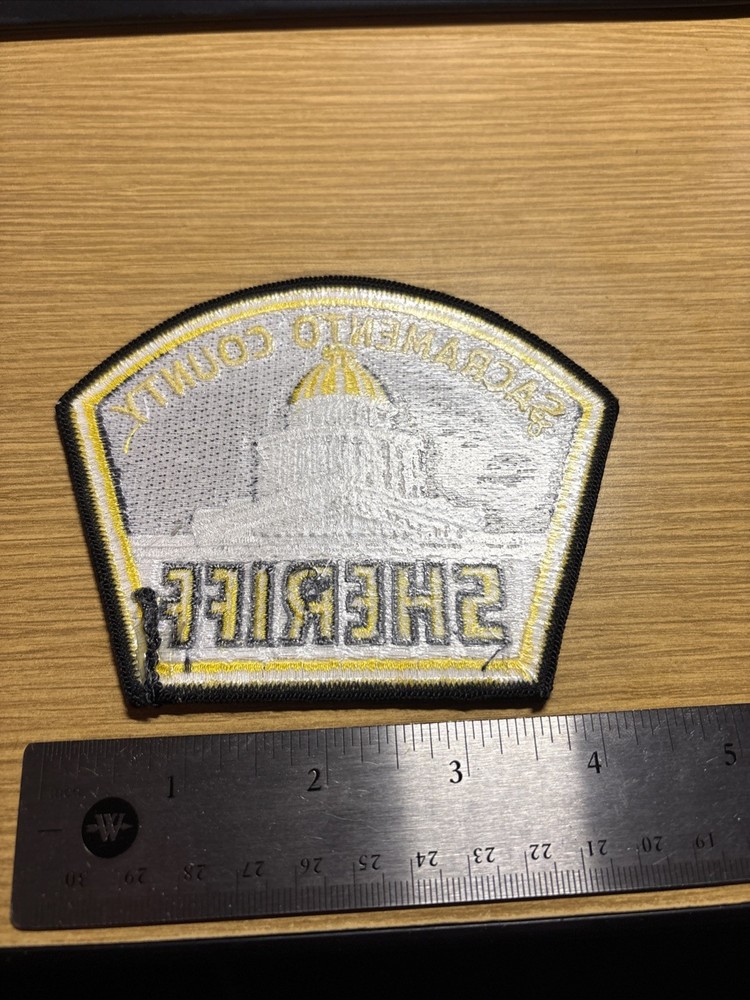 SACRAMENTO COUNTY
SHERIFF
1 2 3 4 5
W
30 29 28 27 26 25 24 23 22 21 20 19